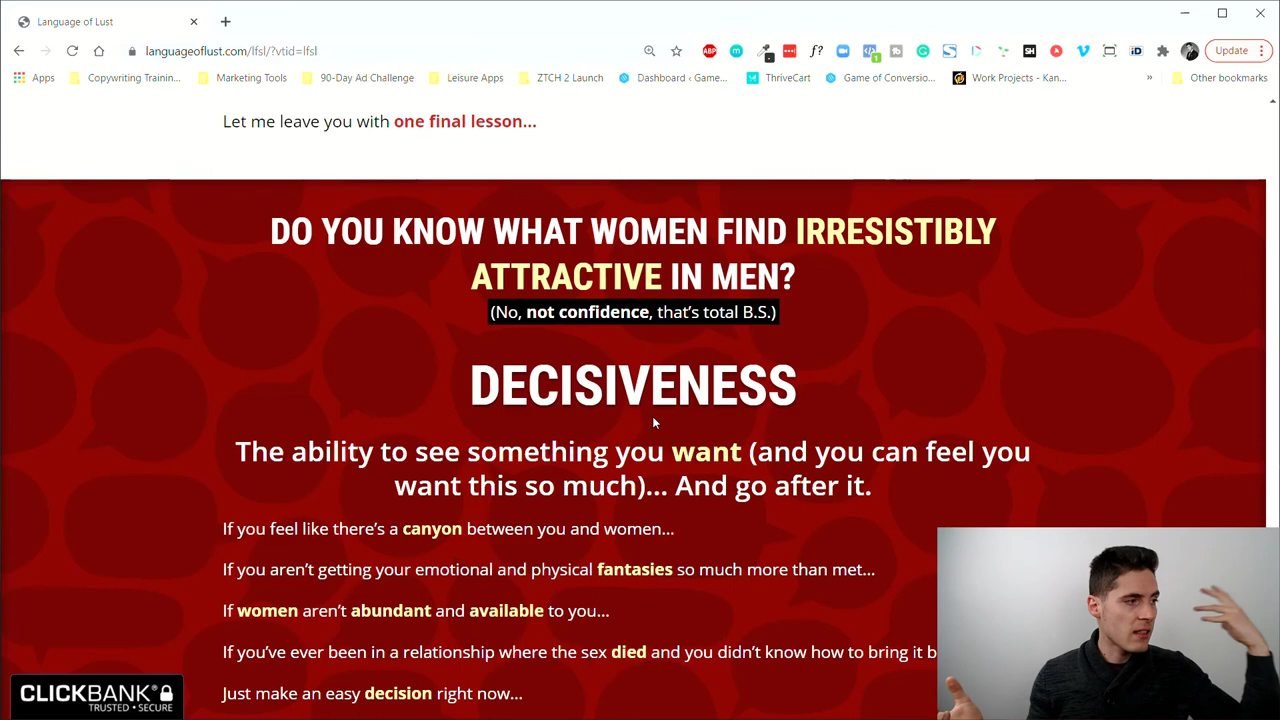 Language of Lust
languageoflust.com/lfsl/?vtid=lfsl
ABP
m
f?
1
S
SH
iD
Update
Apps
Copywriting Trainin...
Marketing Tools
90-Day Ad Challenge
Leisure Apps
ZTCH 2 Launch
Dashboard ‹ Game...
ThriveCart
Game of Conversio...
Work Projects - Kan...
»
Other bookmarks
Let me leave you with one final lesson...
DO YOU KNOW WHAT WOMEN FIND IRRESISTIBLY
ATTRACTIVE IN MEN?
(No, not confidence, that's total B.S.)
DECISIVENESS
The ability to see something you want (and you can feel you
want this so much)... And go after it.
If you feel like there's a canyon between you and women...
If you aren't getting your emotional and physical fantasies so much more than met...
If women aren't abundant and available to you...
If you've ever been in a relationship where the sex died and you didn't know how to bring it b
Just make an easy decision right now...
CLICKBANK®
TRUSTED • SECURE